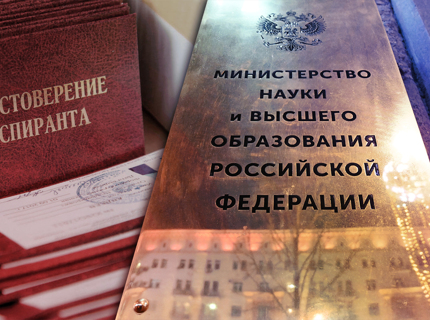 СТОВЕРЕНИЕ
СПИРАНТА
МИНИСТЕРСТВО
НАУКИ
и ВЫСШЕГО
ОБРАЗОВАНИЯ
РОССИЙСКОЙ
ФЕДЕРАЦИИ